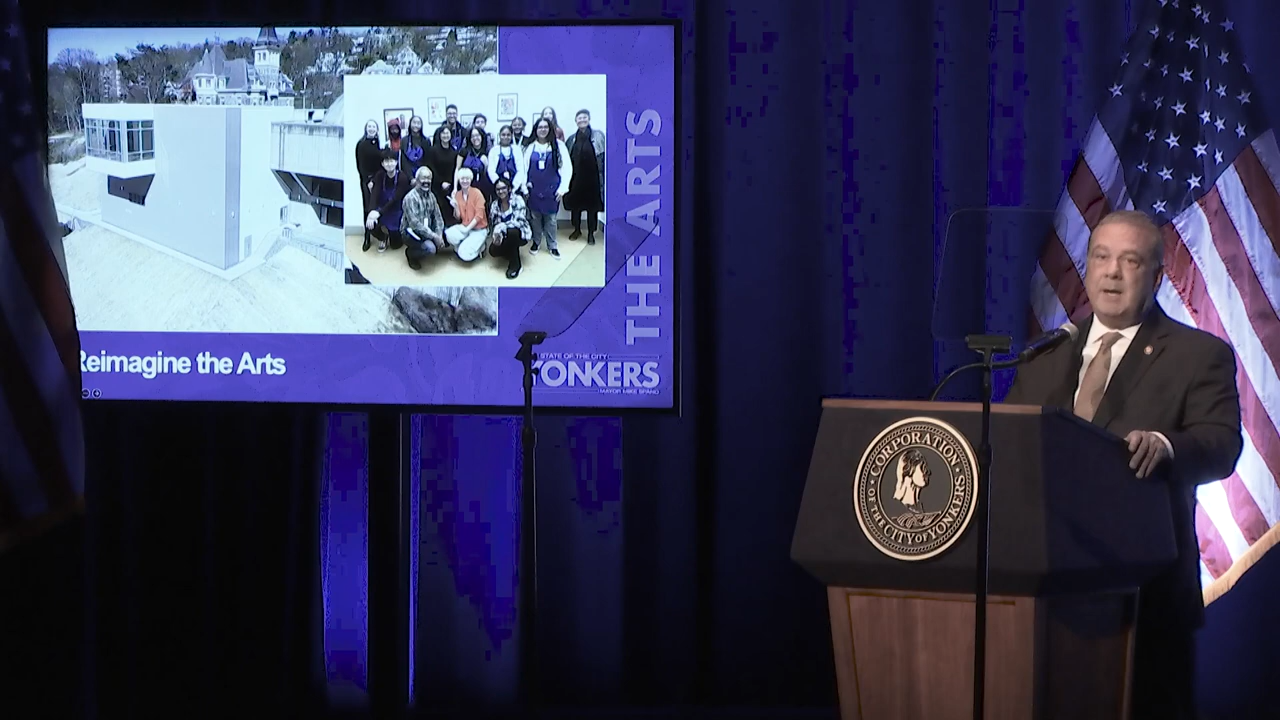 THE ARTS
Reimagine the Arts
STATE OF THE CITY
YONKERS
MAYOR MIKE SPANO
CORPORATION
OF THE CITY OF YONKERS